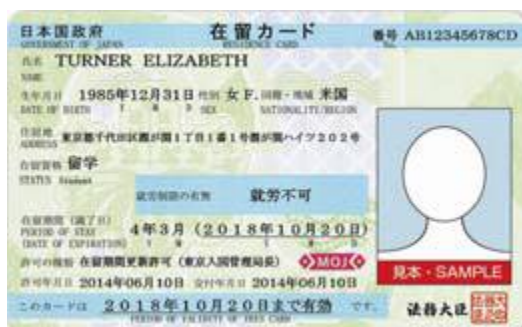 日本国政府 在留カード 番号 AB12345678CD
GOVERNMENT OF JAPAN RESIDENCE CARD No.
氏名 TURNER ELIZABETH
NAME
生年月日 1985年12月31日 性別 女 F. 国籍・地域 米国
DATE OF BIRTH Y M D SEX NATIONALITY/REGION
住居地 東京都千代田区霞が関1丁目1番1号霞が関ハイツ202号
ADDRESS
在留資格 留学
STATUS Student
就労制限の有無 就労不可
在留期間(満了日) 4年3月(2018年10月20日)
PERIOD OF STAY
(DATE OF EXPIRATION) Y M Y M D
許可の種類 在留期間更新許可(東京入国管理局長) MOJ
許可年月日 2014年06月10日 交付年月日 2014年06月10日
見本・SAMPLE
このカードは 2018年10月20日まで有効 です。
PERIOD OF VALIDITY OF THIS CARD
法務大臣